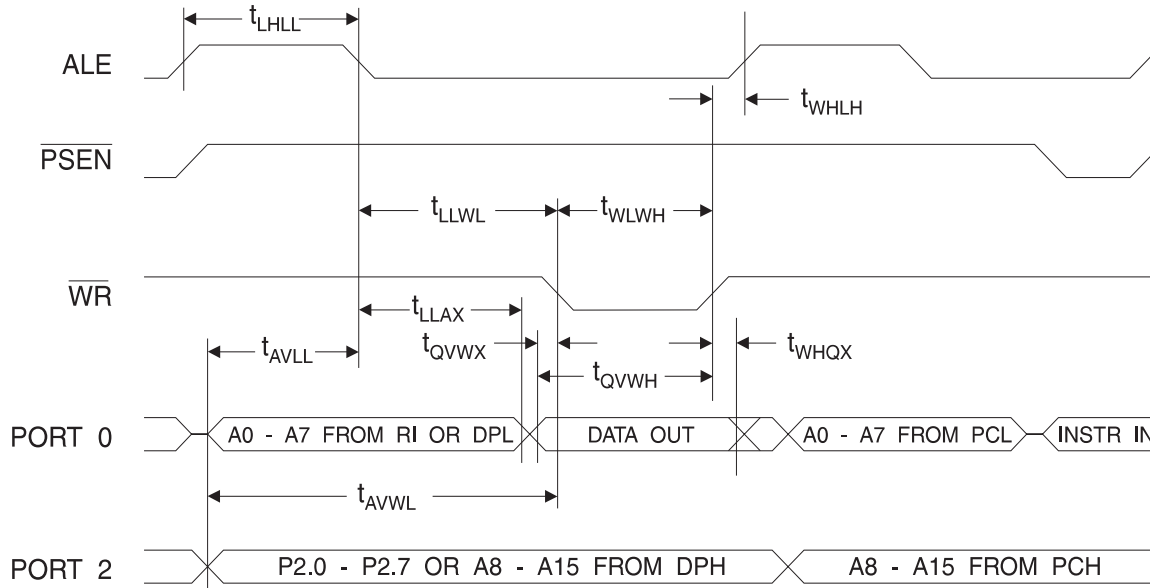 tLHLL
ALE
tWHLH
PSEN
tLLWL
tWLWH
WR
tLLAX
tQVWX
tWHQX
tAVLL
tQVWH
PORT 0
A0 - A7 FROM RI OR DPL
DATA OUT
A0 - A7 FROM PCL
INSTR IN
tAVWL
PORT 2
P2.0 - P2.7 OR A8 - A15 FROM DPH
A8 - A15 FROM PCH